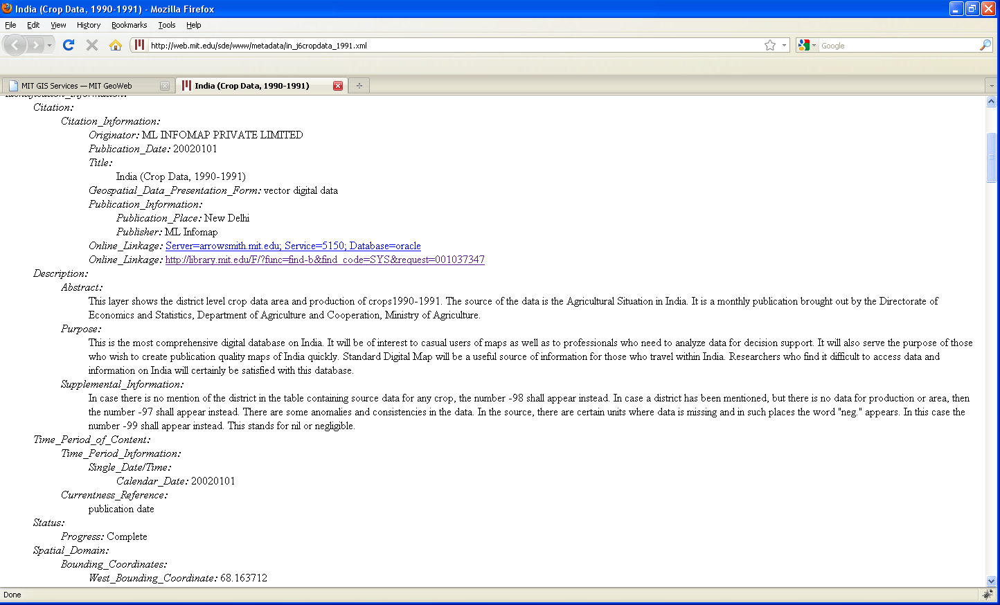 India (Crop Data, 1990-1991) - Mozilla Firefox
File Edit View History Bookmarks Tools Help
http://web.mit.edu/sde/www/metadata/in_j6cropdata_1991.xml
Google
MIT GIS Services — MIT GeoWeb
India (Crop Data, 1990-1991)
Identification_Information:
Citation:
Citation_Information:
Originator: ML INFOMAP PRIVATE LIMITED
Publication_Date: 20020101
Title:
India (Crop Data, 1990-1991)
Geospatial_Data_Presentation_Form: vector digital data
Publication_Information:
Publication_Place: New Delhi
Publisher: ML Infomap
Online_Linkage: Server=arrowsmith.mit.edu; Service=5150; Database=oracle
Online_Linkage: http://library.mit.edu/F/?func=find-b&find_code=SYS&request=001037347
Description:
Abstract:
This layer shows the district level crop data area and production of crops1990-1991. The source of the data is the Agricultural Situation in India. It is a monthly publication brought out by the Directorate of
Economics and Statistics, Department of Agriculture and Cooperation, Ministry of Agriculture.
Purpose:
This is the most comprehensive digital database on India. It will be of interest to casual users of maps as well as to professionals who need to analyze data for decision support. It will also serve the purpose of those
who wish to create publication quality maps of India quickly. Standard Digital Map will be a useful source of information for those who travel within India. Researchers who find it difficult to access data and
information on India will certainly be satisfied with this database.
Supplemental_Information:
In case there is no mention of the district in the table containing source data for any crop, the number -98 shall appear instead. In case a district has been mentioned, but there is no data for production or area, then
the number -97 shall appear instead. There are some anomalies and consistencies in the data. In the source, there are certain units where data is missing and in such places the word "neg." appears. In this case the
number -99 shall appear instead. This stands for nil or negligible.
Time_Period_of_Content:
Time_Period_Information:
Single_Date/Time:
Calendar_Date: 20020101
Currentness_Reference:
publication date
Status:
Progress: Complete
Spatial_Domain:
Bounding_Coordinates:
West_Bounding_Coordinate: 68.163712
Done